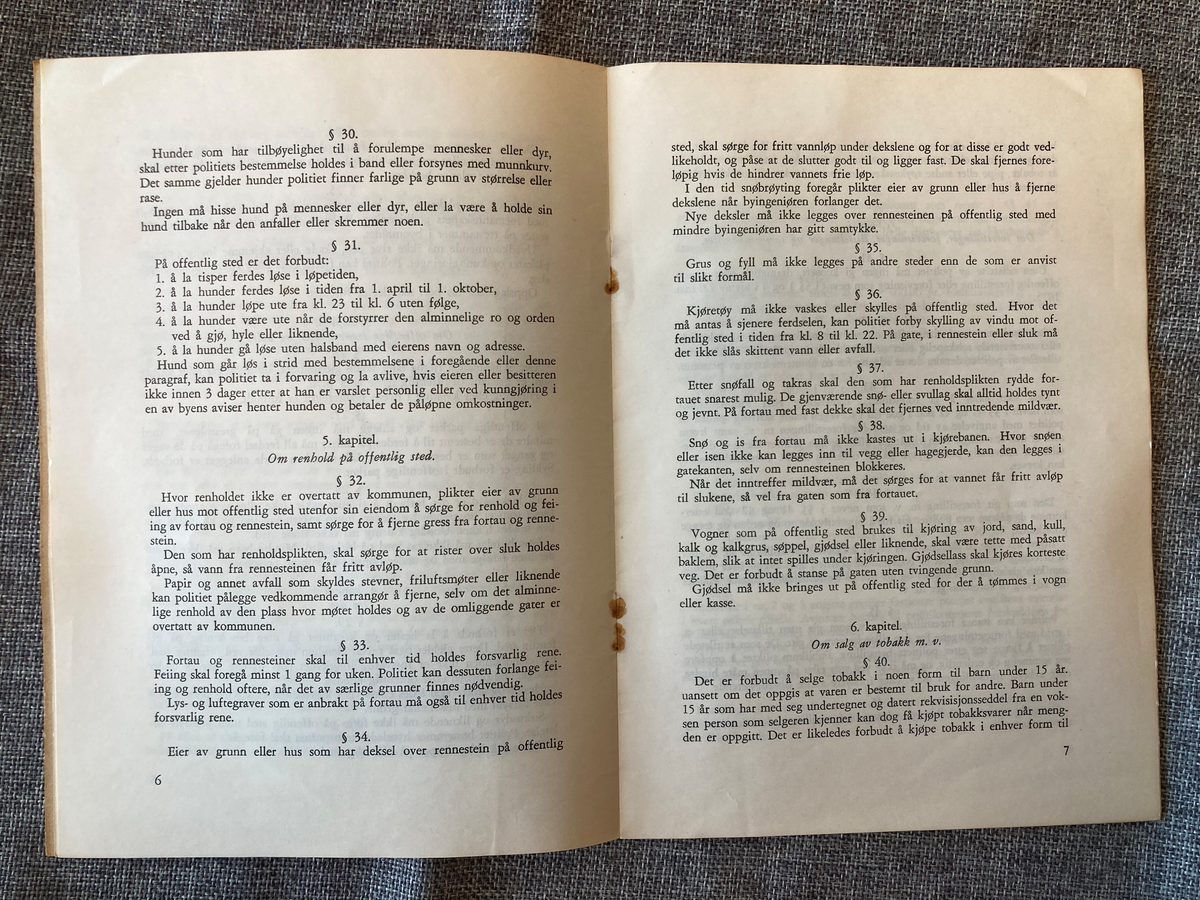 § 30.
Hunder som har tilbøyelighet til å forulempe mennesker eller dyr,
skal etter politiets bestemmelse holdes i band eller forsynes med munnkurv.
Det samme gjelder hunder politiet finner farlige på grunn av størrelse eller
rase.
Ingen må hisse hund på mennesker eller dyr, eller la være å holde sin
hund tilbake når den anfaller eller skremmer noen.
§ 31.
På offentlig sted er det forbudt:
1. å la tisper ferdes løse i løpetiden,
2. å la hunder ferdes løse i tiden fra 1. april til 1. oktober,
3. å la hunder løpe ute fra kl. 23 til kl. 6 uten følge,
4. å la hunder være ute når de forstyrrer den alminnelige ro og orden
ved å gjø, hyle eller liknende,
5. å la hunder gå løse uten halsband med eierens navn og adresse.
Hund som går løs i strid med bestemmelsene i foregående eller denne
paragraf, kan politiet ta i forvaring og la avlive, hvis eieren eller besitteren
ikke innen 3 dager etter at han er varslet personlig eller ved kunngjøring i
en av byens aviser henter hunden og betaler de påløpne omkostninger.
5. kapitel.
Om renhold på offentlig sted.
§ 32.
Hvor renholdet ikke er overtatt av kommunen, plikter eier av grunn
eller hus mot offentlig sted utenfor sin eiendom å sørge for renhold og fei-
ing av fortau og rennestein, samt sørge for å fjerne gress fra fortau og renne-
stein.
Den som har renholdsplikten, skal sørge for at rister over sluk holdes
åpne, så vann fra rennesteinen får fritt avløp.
Papir og annet avfall som skyldes stevner, friluftsmøter eller liknende
kan politiet pålegge vedkommende arrangør å fjerne, selv om det alminne-
lige renhold av den plass hvor møtet holdes og av de omliggende gater er
overtatt av kommunen.
§ 33.
Fortau og rennesteiner skal til enhver tid holdes forsvarlig rene.
Feiing skal foregå minst 1 gang for uken. Politiet kan dessuten forlange fei-
ing og renhold oftere, når det av særlige grunner finnes nødvendig.
Lys- og luftegraver som er anbrakt på fortau må også til enhver tid holdes
forsvarlig rene.
§ 34.
Eier av grunn eller hus som har deksel over rennestein på offentlig
6
sted, skal sørge for fritt vannløp under dekslene og for at disse er godt ved-
likeholdt, og påse at de slutter godt til og ligger fast. De skal fjernes fore-
løpig hvis de hindrer vannets frie løp.
I den tid snøbrøyting foregår plikter eier av grunn eller hus å fjerne
dekslene når byingeniøren forlanger det.
Nye deksler må ikke legges over rennesteinen på offentlig sted med
mindre byingeniøren har gitt samtykke.
§ 35.
Grus og fyll må ikke legges på andre steder enn de som er anvist
til slikt formål.
§ 36.
Kjøretøy må ikke vaskes eller skylles på offentlig sted. Hvor det
må antas å sjenere ferdselen, kan politiet forby skylling av vindu mot of-
fentlig sted i tiden fra kl. 8 til kl. 22. På gate, i rennestein eller sluk må
det ikke slås skittent vann eller avfall.
§ 37.
Etter snøfall og takras skal den som har renholdsplikten rydde for-
tauet snarest mulig. De gjenværende snø- eller svullag skal alltid holdes tynt
og jevnt. På fortau med fast dekke skal det fjernes ved inntredende mildvær.
§ 38.
Snø og is fra fortau må ikke kastes ut i kjørebanen. Hvor snøen
eller isen ikke kan legges inn til vegg eller hagegjerde, kan den legges i
gatekanten, selv om rennesteinen blokkeres.
Når det inntreffer mildvær, må det sørges for at vannet får fritt avløp
til slukene, så vel fra gaten som fra fortauet.
§ 39.
Vogner som på offentlig sted brukes til kjøring av jord, sand, kull,
kalk og kalkgrus, søppel, gjødsel eller liknende, skal være tette med påsatt
baklem, slik at intet spilles under kjøringen. Gjødsellass skal kjøres korteste
veg. Det er forbudt å stanse på gaten uten tvingende grunn.
Gjødsel må ikke bringes ut på offentlig sted for der å tømmes i vogn
eller kasse.
6. kapitel.
Om salg av tobakk m. v.
§ 40.
Det er forbudt å selge tobakk i noen form til barn under 15 år.
uansett om det oppgis at varen er bestemt til bruk for andre. Barn under
15 år som har med seg undertegnet og datert rekvisisjonsseddel fra en vok-
sen person som selgeren kjenner kan dog få kjøpt tobakksvarer når meng-
den er oppgitt. Det er likeledes forbudt å kjøpe tobakk i enhver form til
7